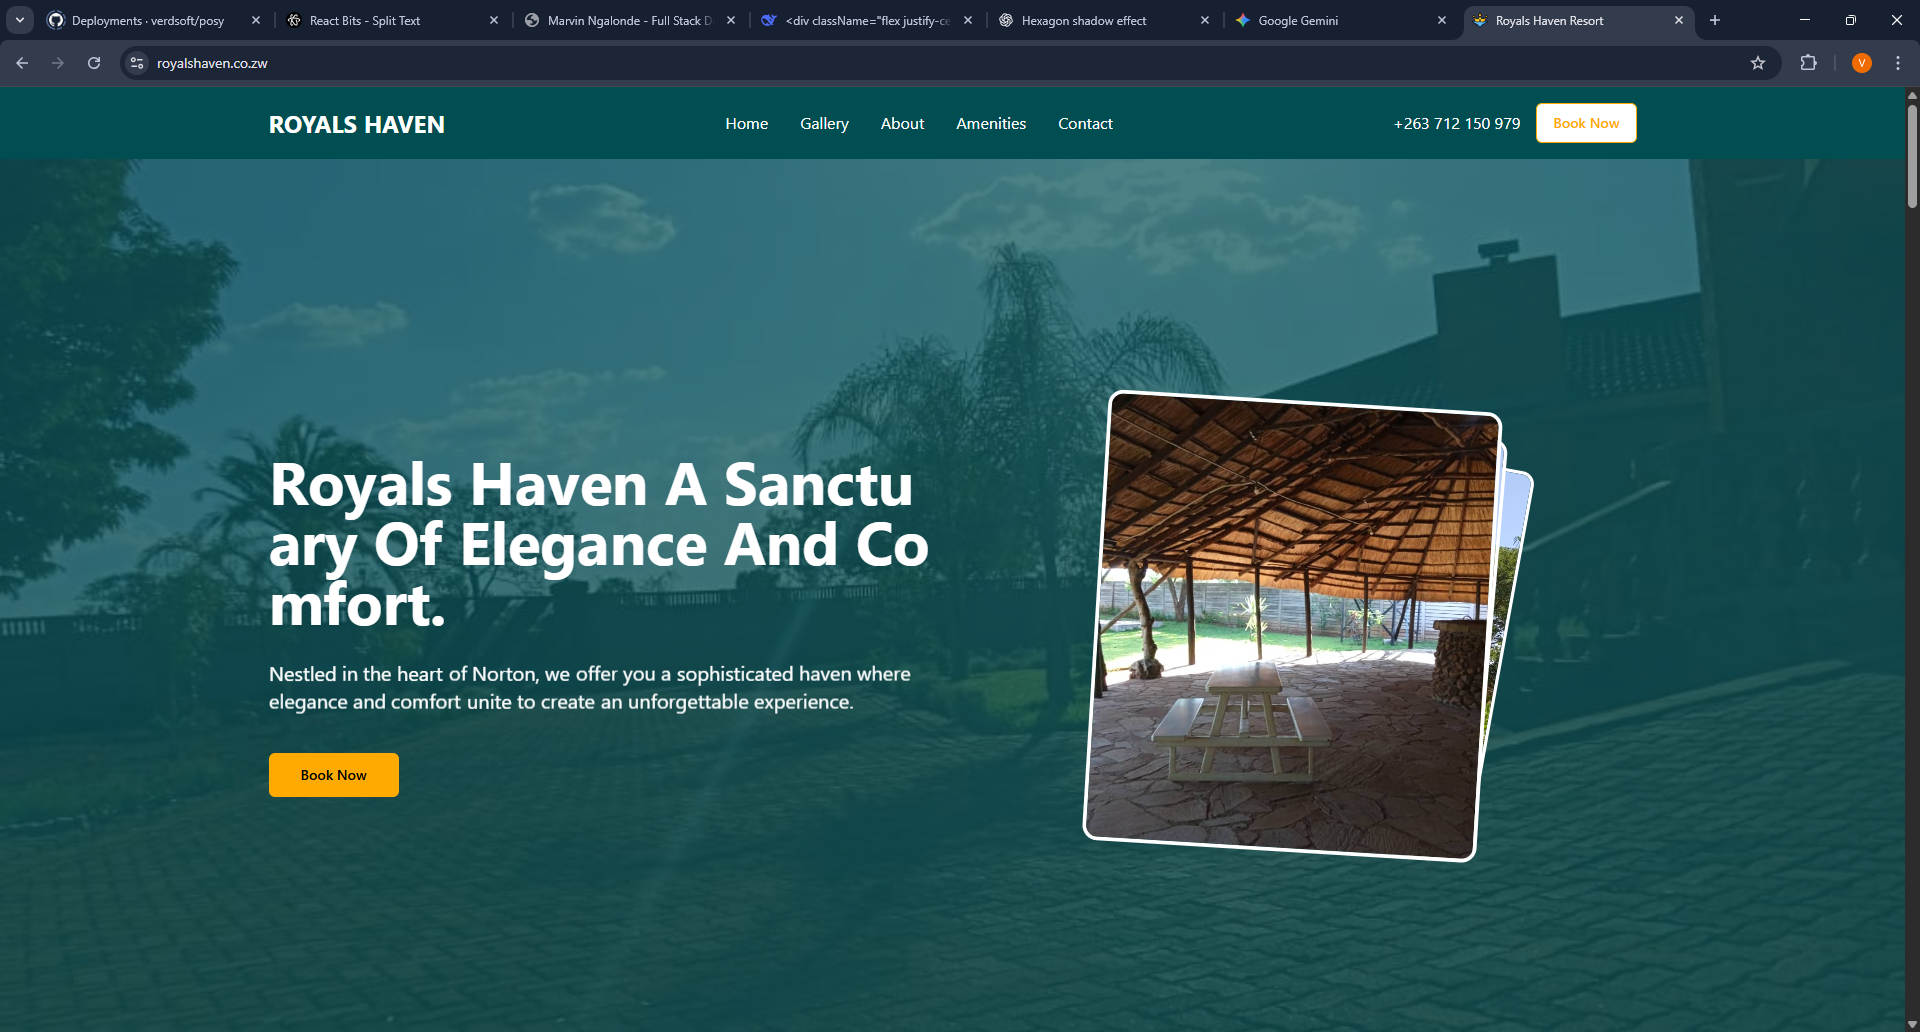 Deployments · verdsoft/posy
React Bits - Split Text
Marvin Ngalonde - Full Stack D
<div className="flex justify-ce
Hexagon shadow effect
Google Gemini
Royals Haven Resort
royalshaven.co.zw
V
ROYALS HAVEN
Home
Gallery
About
Amenities
Contact
+263 712 150 979
Book Now
Royals Haven A Sanctu
ary Of Elegance And Co
mfort.
Nestled in the heart of Norton, we offer you a sophisticated haven where
elegance and comfort unite to create an unforgettable experience.
Book Now